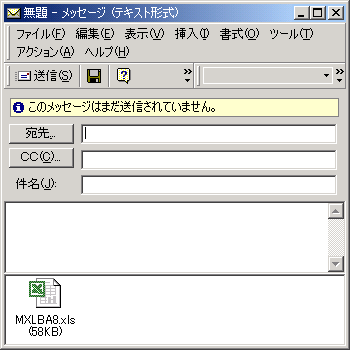 無題 - メッセージ (テキスト形式)
ファイル(F) 編集(E) 表示(V) 挿入(I) 書式(O) ツール(T)
アクション(A) ヘルプ(H)
送信(S)
このメッセージはまだ送信されていません。
宛先...
CC(C)...
件名(J):
MXLBA8.xls
(58KB)